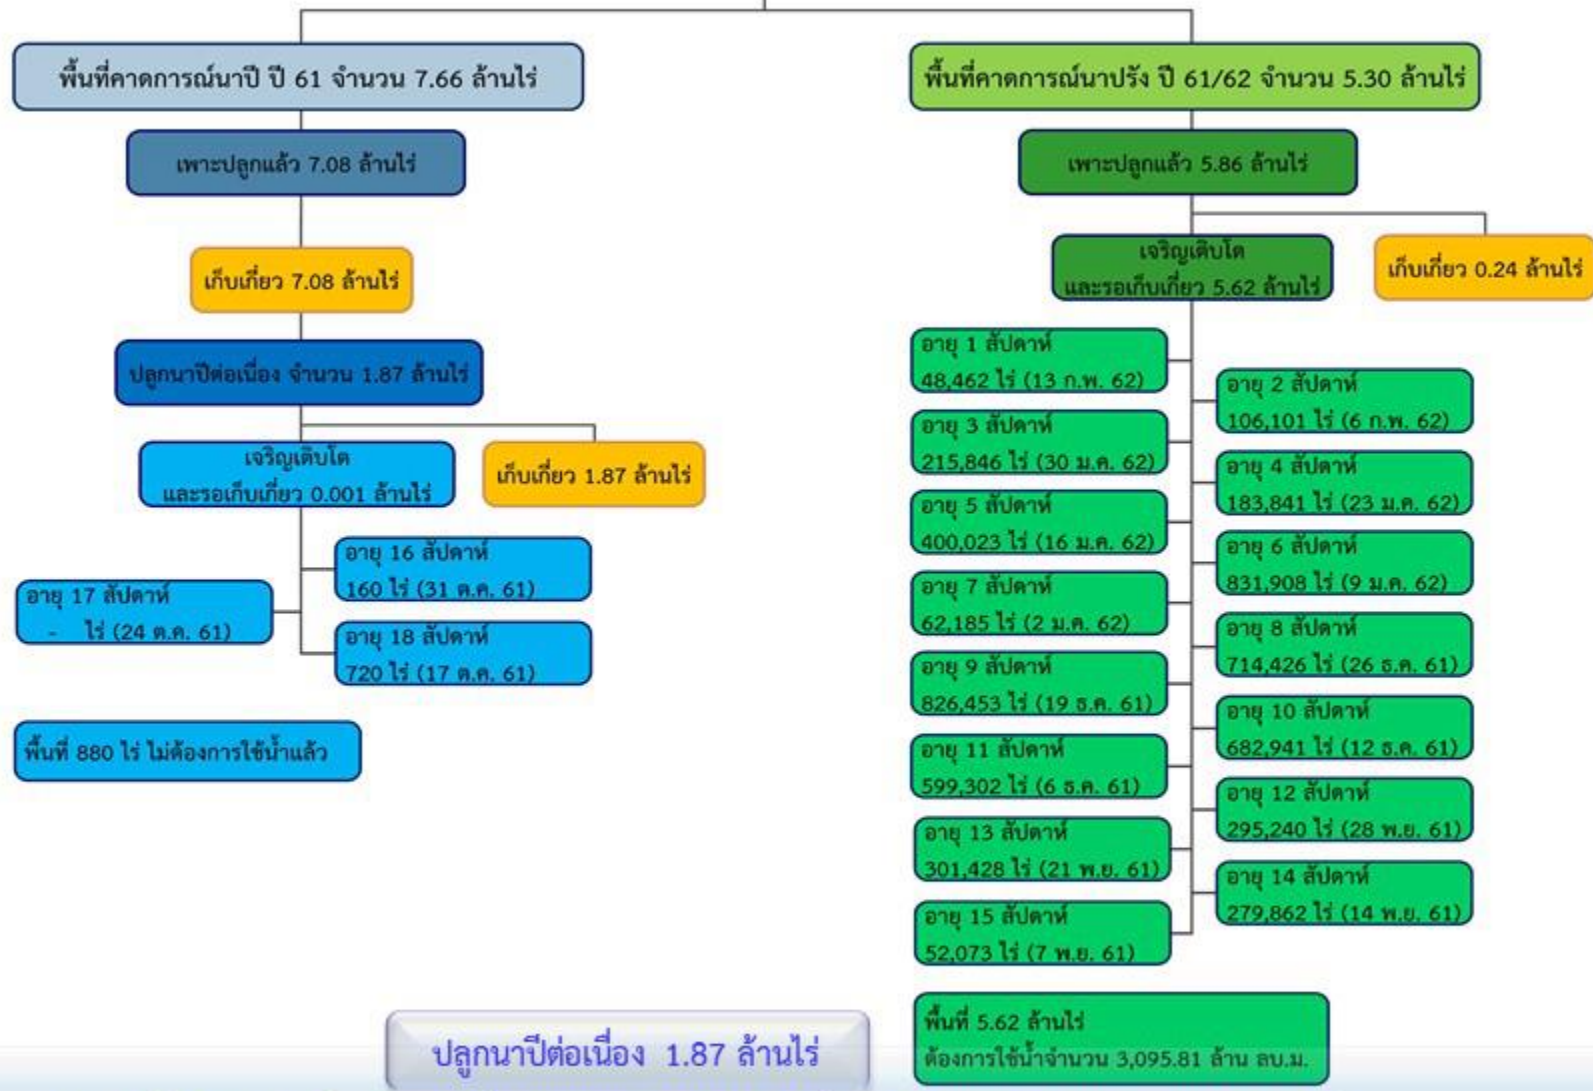 พื้นที่คาดการณ์นาปี ปี 61 จำนวน 7.66 ล้านไร่
เพาะปลูกแล้ว 7.08 ล้านไร่
เก็บเกี่ยว 7.08 ล้านไร่
ปลูกนาปีต่อเนื่อง จำนวน 1.87 ล้านไร่
เจริญเติบโต
และรอเก็บเกี่ยว 0.001 ล้านไร่
เก็บเกี่ยว 1.87 ล้านไร่
อายุ 16 สัปดาห์
160 ไร่ (31 ต.ค. 61)
อายุ 17 สัปดาห์
- ไร่ (24 ต.ค. 61)
อายุ 18 สัปดาห์
720 ไร่ (17 ต.ค. 61)
พื้นที่ 880 ไร่ ไม่ต้องการใช้น้ำแล้ว
พื้นที่คาดการณ์นาปรัง ปี 61/62 จำนวน 5.30 ล้านไร่
เพาะปลูกแล้ว 5.86 ล้านไร่
เจริญเติบโต
และรอเก็บเกี่ยว 5.62 ล้านไร่
เก็บเกี่ยว 0.24 ล้านไร่
อายุ 1 สัปดาห์
48,462 ไร่ (13 ก.พ. 62)
อายุ 2 สัปดาห์
106,101 ไร่ (6 ก.พ. 62)
อายุ 3 สัปดาห์
215,846 ไร่ (30 ม.ค. 62)
อายุ 4 สัปดาห์
183,841 ไร่ (23 ม.ค. 62)
อายุ 5 สัปดาห์
400,023 ไร่ (16 ม.ค. 62)
อายุ 6 สัปดาห์
831,908 ไร่ (9 ม.ค. 62)
อายุ 7 สัปดาห์
62,185 ไร่ (2 ม.ค. 62)
อายุ 8 สัปดาห์
714,426 ไร่ (26 ธ.ค. 61)
อายุ 9 สัปดาห์
826,453 ไร่ (19 ธ.ค. 61)
อายุ 10 สัปดาห์
682,941 ไร่ (12 ธ.ค. 61)
อายุ 11 สัปดาห์
599,302 ไร่ (6 ธ.ค. 61)
อายุ 12 สัปดาห์
295,240 ไร่ (28 พ.ย. 61)
อายุ 13 สัปดาห์
301,428 ไร่ (21 พ.ย. 61)
อายุ 14 สัปดาห์
279,862 ไร่ (14 พ.ย. 61)
อายุ 15 สัปดาห์
52,073 ไร่ (7 พ.ย. 61)
พื้นที่ 5.62 ล้านไร่
ต้องการใช้น้ำจำนวน 3,095.81 ล้าน ลบ.ม.
ปลูกนาปีต่อเนื่อง 1.87 ล้านไร่